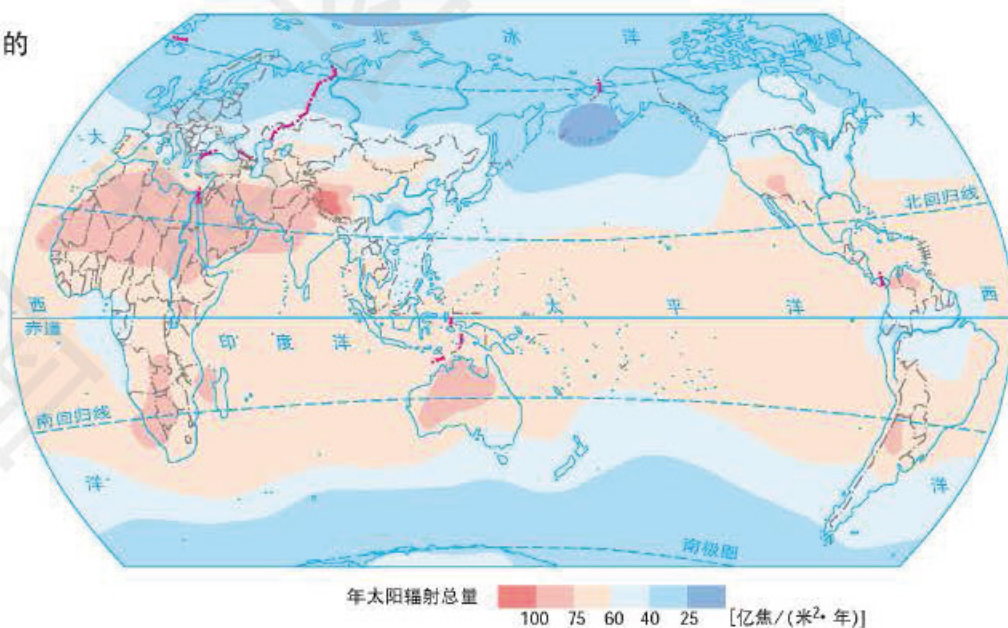 的
北 冰 洋
北极圈
大
大
北回归线
西
太 平 洋
西
赤道
印 度 洋
南回归线
洋
洋
南极圈
年太阳辐射总量
100 75 60 40 25 [亿焦/(米²·年)]